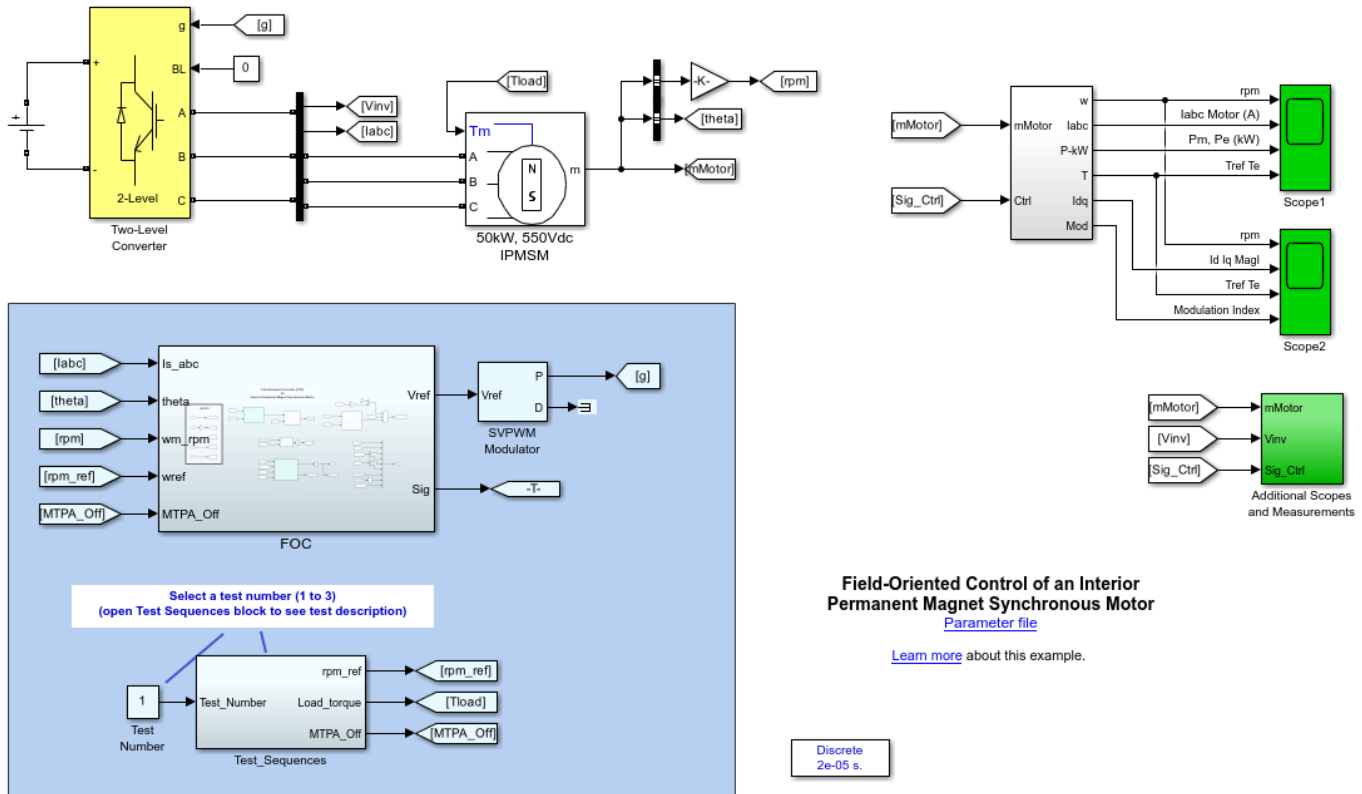 g
[g]
BL
0
+
+
-
A
B
C
2-Level
Two-Level
Converter
[Vinv]
[Iabc]
[Tload]
Tm
A
B
C
N
S
m
50kW, 550Vdc
IPMSM
-K-
[rpm]
[theta]
[mMotor]
[mMotor]
[Sig_Ctrl]
mMotor
Ctrl
w
Iabc
P-kW
T
Idq
Mod
rpm
Iabc Motor (A)
Pm, Pe (kW)
Tref Te
Scope1
rpm
Id Iq MagI
Tref Te
Modulation Index
Scope2
[Iabc]
[theta]
[rpm]
[rpm_ref]
[MTPA_Off]
Is_abc
theta
wm_rpm
wref
MTPA_Off
Vref
Sig
FOC
Vref
P
D
SVPWM
Modulator
[g]
-T-
[mMotor]
[Vinv]
[Sig_Ctrl]
mMotor
Vinv
Sig_Ctrl
Additional Scopes
and Measurements
Select a test number (1 to 3)
(open Test Sequences block to see test description)
1
Test
Number
Test_Number
rpm_ref
Load_torque
MTPA_Off
Test_Sequences
[rpm_ref]
[Tload]
[MTPA_Off]
Field-Oriented Control of an Interior
Permanent Magnet Synchronous Motor
Parameter file
Learn more about this example.
Discrete
2e-05 s.